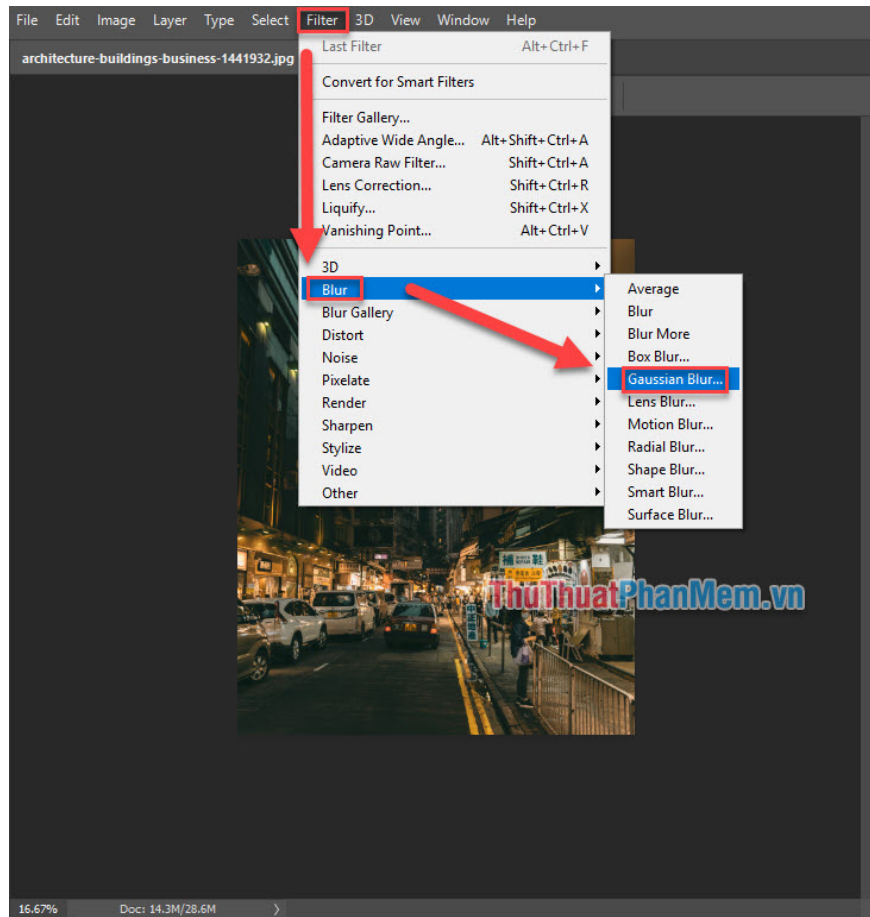 File Edit Image Layer Type Select Filter 3D View Window Help
architecture-buildings-business-1441932.jpg
Last Filter Alt+Ctrl+F
Convert for Smart Filters
Filter Gallery...
Adaptive Wide Angle... Alt+Shift+Ctrl+A
Camera Raw Filter... Shift+Ctrl+A
Lens Correction... Shift+Ctrl+R
Liquify... Shift+Ctrl+X
Vanishing Point... Alt+Ctrl+V
3D
Blur
Blur Gallery
Distort
Noise
Pixelate
Render
Sharpen
Stylize
Video
Other
Average
Blur
Blur More
Box Blur...
Gaussian Blur...
Lens Blur...
Motion Blur...
Radial Blur...
Shape Blur...
Smart Blur...
Surface Blur...
補 鞋
ThuThuatPhanMem.vn
16.67% Doc: 14.3M/28.6M